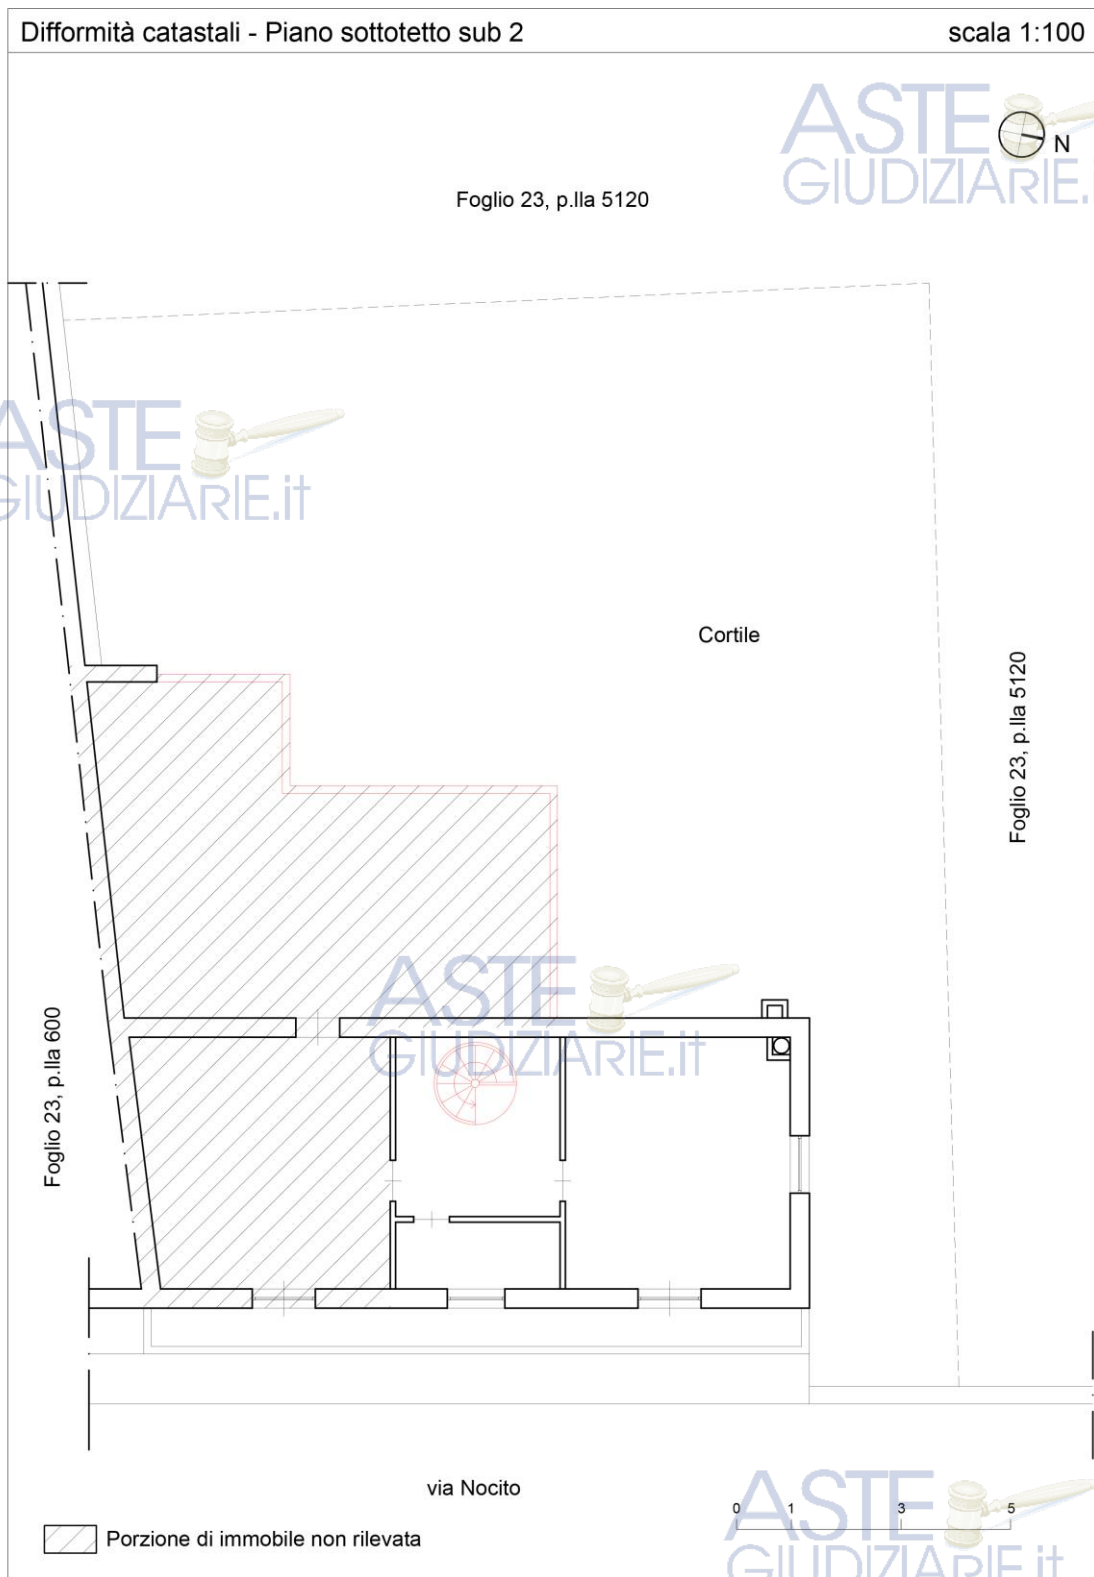 Difformità catastali - Piano sottotetto sub 2 scala 1:100
ASTE
GIUDIZIARIE.i
N
Foglio 23, p.lla 5120
ASTE
GIUDIZIARIE.it
Cortile
Foglio 23, p.lla 5120
ASTE
GIUDIZIARIE.it
Foglio 23, p.lla 600
via Nocito
0 1 3 5
ASTE
GIUDIZIARIE.it
Porzione di immobile non rilevata